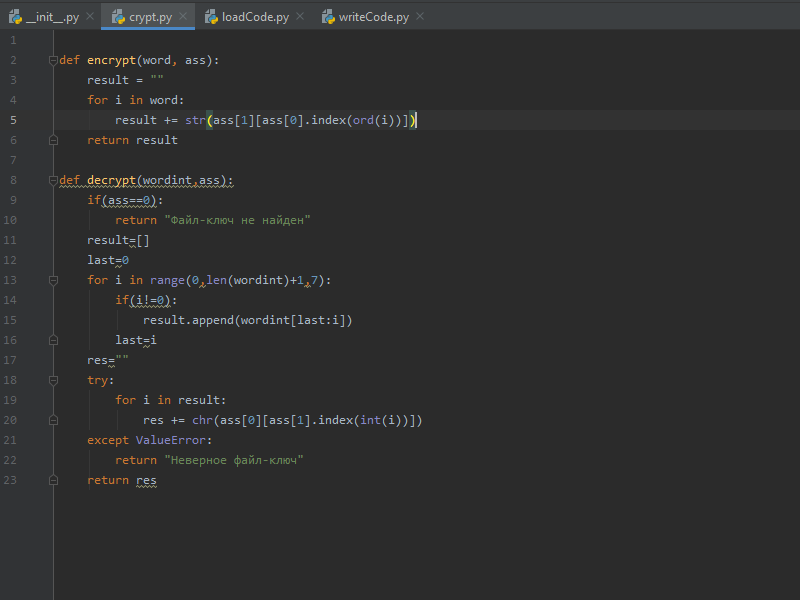 __init__.py crypt.py loadCode.py writeCode.py
1
2 def encrypt(word, ass):
3 result = ""
4 for i in word:
5 result += str(ass[1][ass[0].index(ord(i))])
6 return result
7
8 def decrypt(wordint,ass):
9 if(ass==0):
10 return "Файл-ключ не найден"
11 result=[]
12 last=0
13 for i in range(0,len(wordint)+1,7):
14 if(i!=0):
15 result.append(wordint[last:i])
16 last=i
17 res=""
18 try:
19 for i in result:
20 res += chr(ass[0][ass[1].index(int(i))])
21 except ValueError:
22 return "Неверное файл-ключ"
23 return res